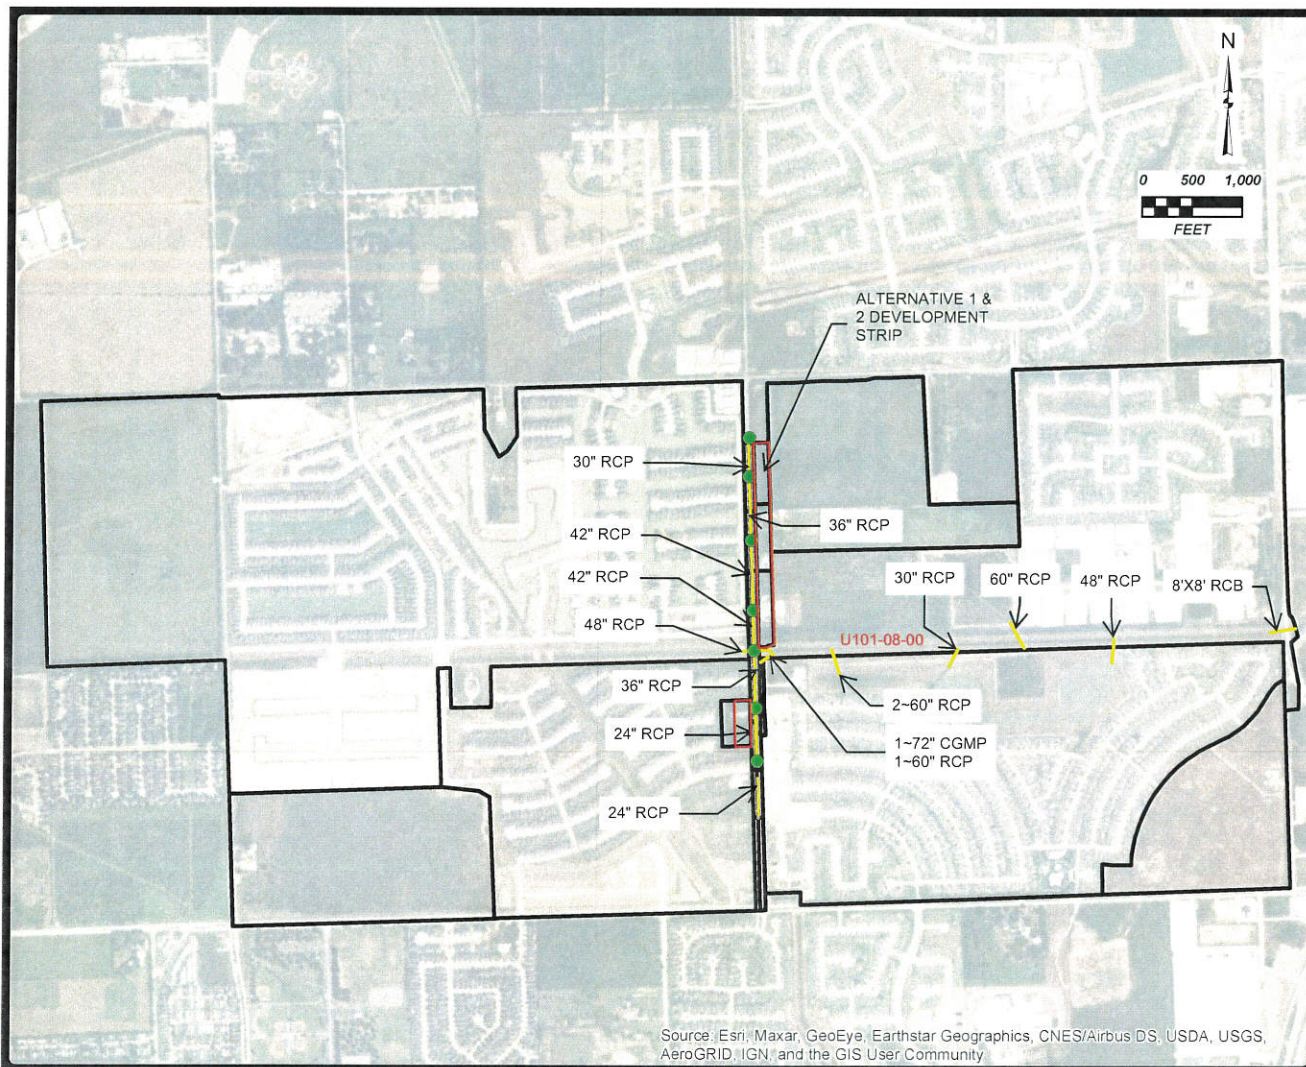 N
0 500 1,000
FEET
ALTERNATIVE 1 &
2 DEVELOPMENT
STRIP
30" RCP
36" RCP
42" RCP
42" RCP
30" RCP
60" RCP
48" RCP
8'X8' RCB
48" RCP
U101-08-00
36" RCP
2~60" RCP
24" RCP
1~72" CGMP
1~60" RCP
24" RCP
Source: Esri, Maxar, GeoEye, Earthstar Geographics, CNES/Airbus DS, USDA, USGS,
AeroGRID, IGN, and the GIS User Community